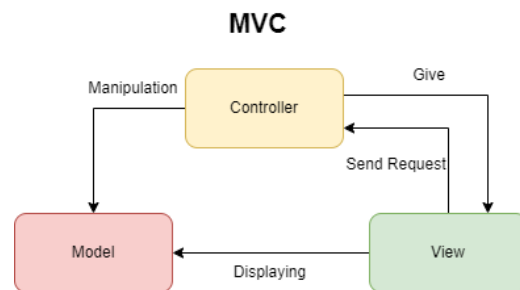 MVC
Manipulation
Controller
Give
Send Request
Model
Displaying
View